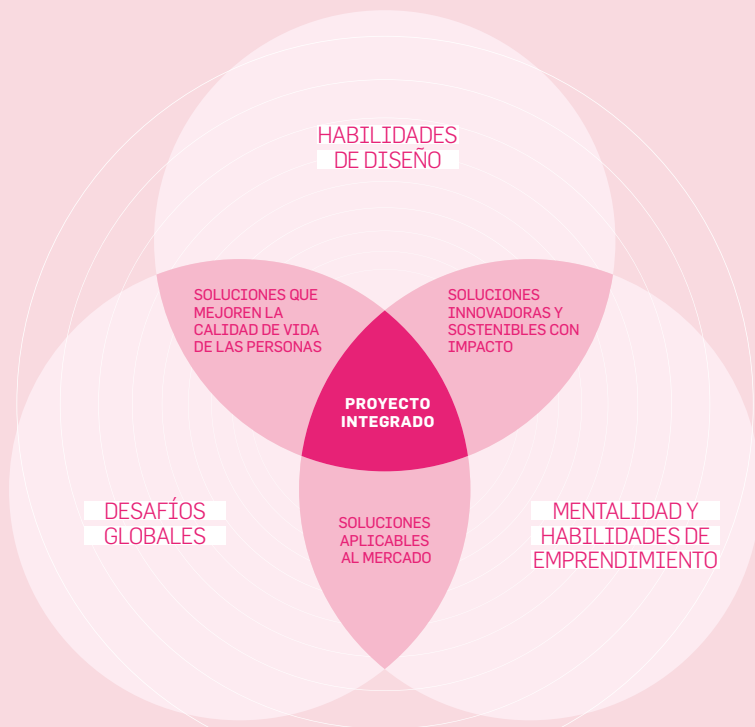 HABILIDADES
DE DISEÑO
SOLUCIONES QUE
MEJOREN LA
CALIDAD DE VIDA
DE LAS PERSONAS
SOLUCIONES
INNOVADORAS Y
SOSTENIBLES CON
IMPACTO
PROYECTO
INTEGRADO
DESAFÍOS
GLOBALES
SOLUCIONES
APLICABLES
AL MERCADO
MENTALIDAD Y
HABILIDADES DE
EMPRENDIMIENTO